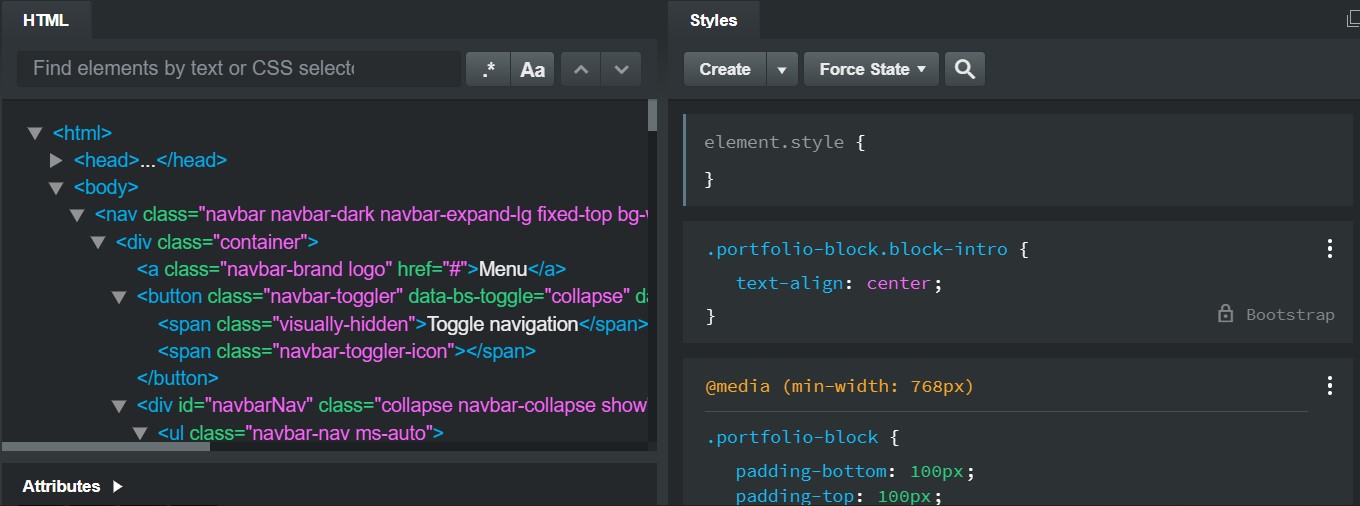 HTML
Find elements by text or CSS selecto
.*
Aa
<html>
<head>...</head>
<body>
<nav class="navbar navbar-dark navbar-expand-lg fixed-top bg-
<div class="container">
<a class="navbar-brand logo" href="#">Menu</a>
<button class="navbar-toggler" data-bs-toggle="collapse" d
<span class="visually-hidden">Toggle navigation</span>
<span class="navbar-toggler-icon"></span>
</button>
<div id="navbarNav" class="collapse navbar-collapse show"
<ul class="navbar-nav ms-auto">
Attributes
Styles
Create
Force State
element.style {
}
.portfolio-block.block-intro {
text-align: center;
}
Bootstrap
@media (min-width: 768px)
.portfolio-block {
padding-bottom: 100px;
padding-top: 100px;